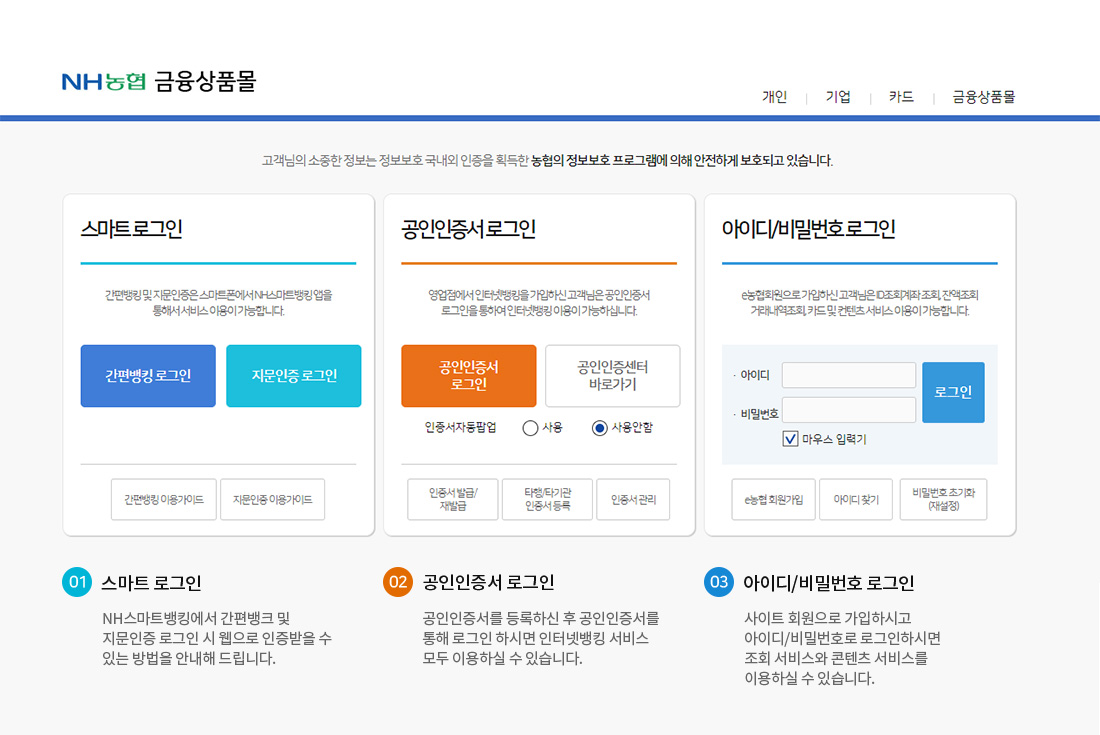 NH농협 금융상품몰
개인 | 기업 | 카드 | 금융상품몰
고객님의 소중한 정보는 정보보호 국내외 인증을 획득한 농협의 정보보호 프로그램에 의해 안전하게 보호되고 있습니다.
스마트 로그인
간편뱅킹 및 지문인증은 스마트폰에서 NH스마트뱅킹 앱을
통해서 서비스 이용이 가능합니다.
간편뱅킹 로그인
지문인증 로그인
간편뱅킹 이용가이드
지문인증 이용가이드
공인인증서 로그인
영업점에서 인터넷뱅킹을 가입하신 고객님은 공인인증서
로그인을 통하여 인터넷뱅킹 이용이 가능하십니다.
공인인증서
로그인
공인인증센터
바로가기
인증서자동팝업 사용 사용안함
인증서 발급/
재발급
타행/타기관
인증서 등록
인증서 관리
아이디/비밀번호 로그인
e농협회원으로 가입하신 고객님은 ID조회계좌 조회, 잔액조회
거래내역조회, 카드 및 컨텐츠 서비스 이용이 가능합니다.
· 아이디
· 비밀번호
로그인
마우스 입력기
e농협 회원가입
아이디 찾기
비밀번호 초기화
(재설정)
01 스마트 로그인
NH스마트뱅킹에서 간편뱅크 및
지문인증 로그인 시 웹으로 인증받을 수
있는 방법을 안내해 드립니다.
02 공인인증서 로그인
공인인증서를 등록하신 후 공인인증서를
통해 로그인 하시면 인터넷뱅킹 서비스
모두 이용하실 수 있습니다.
03 아이디/비밀번호 로그인
사이트 회원으로 가입하시고
아이디/비밀번호로 로그인하시면
조회 서비스와 콘텐츠 서비스를
이용하실 수 있습니다.